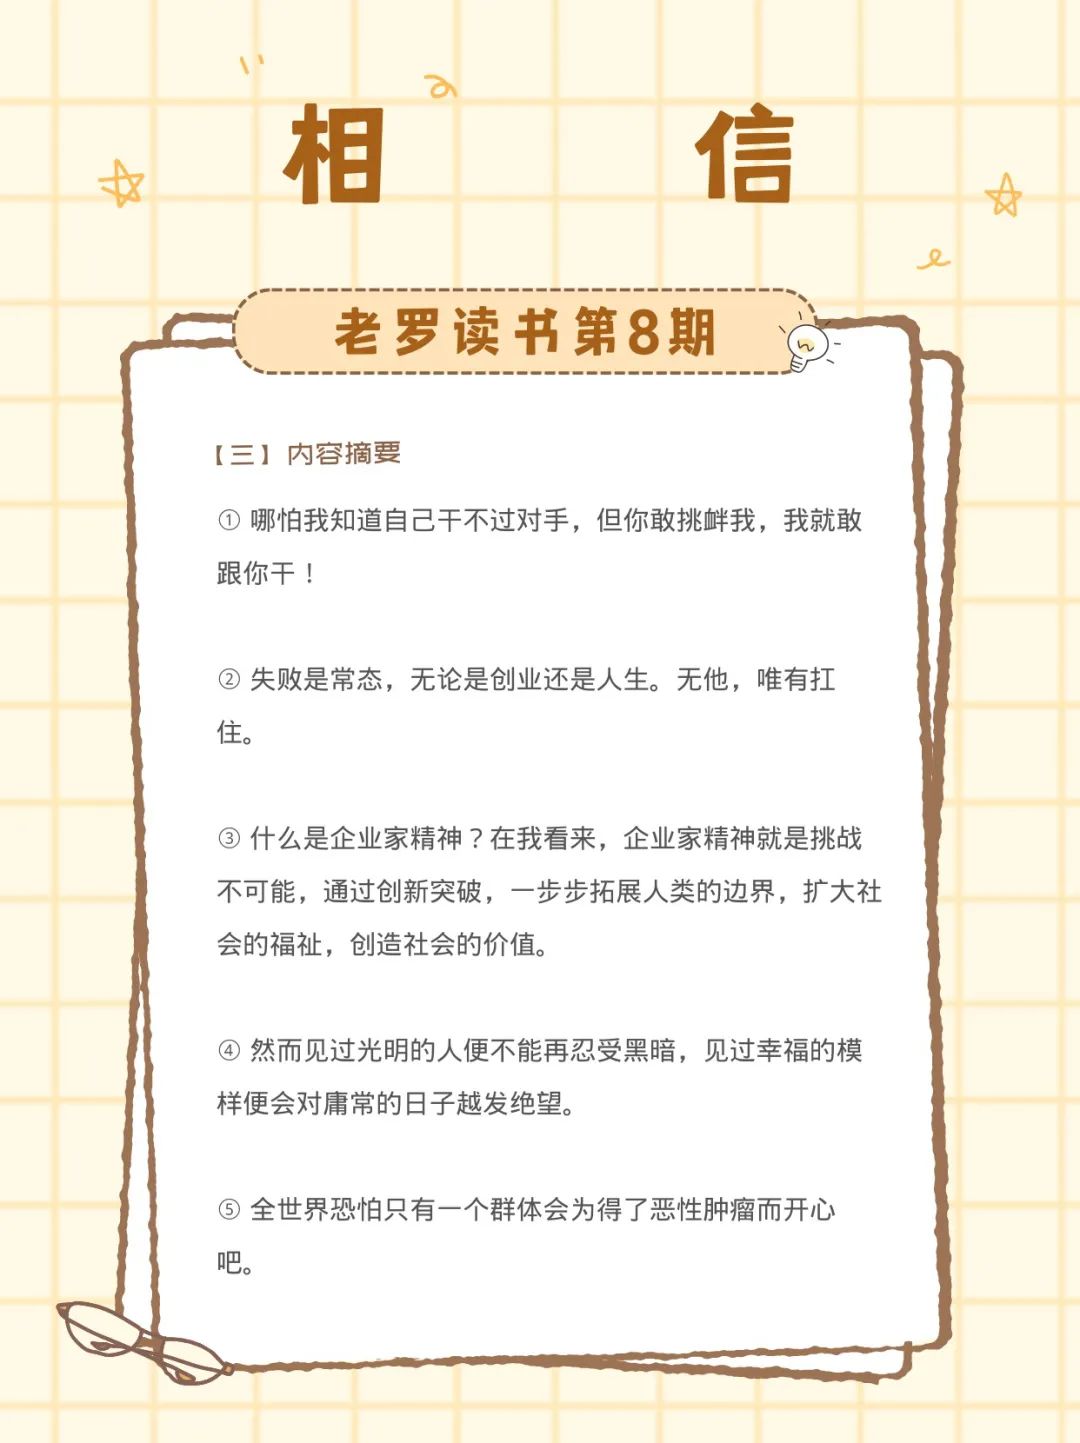 相 信
老罗读书第8期
【三】内容摘要
① 哪怕我知道自己干不过对手，但你敢挑衅我，我就敢
跟你干！
② 失败是常态，无论是创业还是人生。无他，唯有扛
住。
③ 什么是企业家精神？在我看来，企业家精神就是挑战
不可能，通过创新突破，一步步拓展人类的边界，扩大社
会的福祉，创造社会的价值。
④ 然而见过光明的人便不能再忍受黑暗，见过幸福的模
样便会对庸常的日子越发绝望。
⑤ 全世界恐怕只有一个群体会为得了恶性肿瘤而开心
吧。